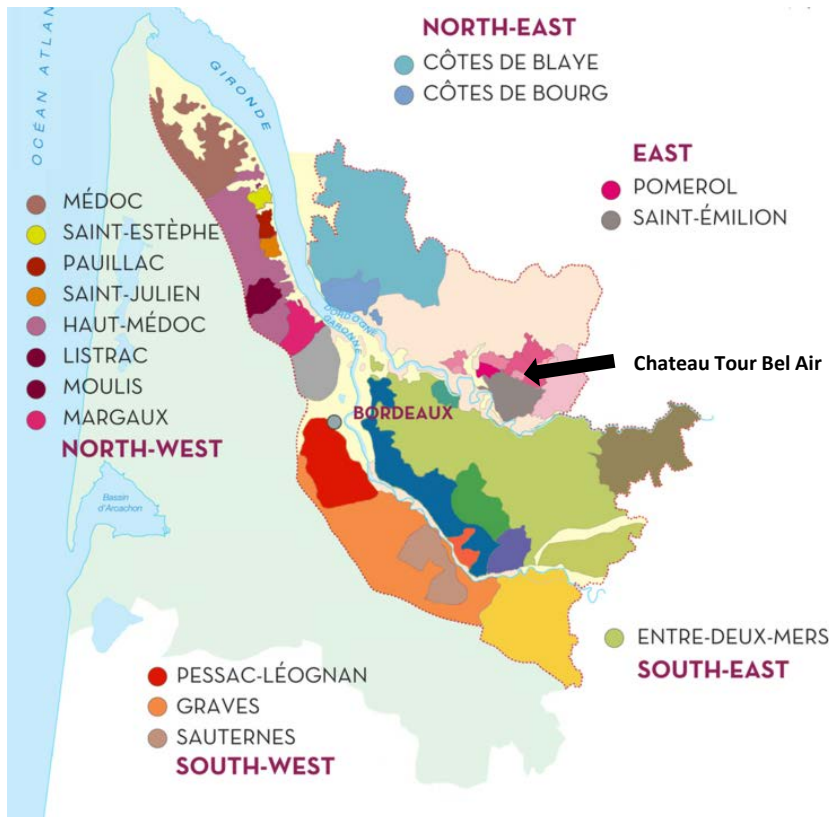 NORTH-EAST
CÔTES DE BLAYE
CÔTES DE BOURG
OCÉAN ATLAN
GIRONDE
EAST
POMEROL
SAINT-ÉMILION
MÉDOC
SAINT-ESTÈPHE
PAUILLAC
SAINT-JULIEN
HAUT-MÉDOC
LISTRAC
MOULIS
MARGAUX
NORTH-WEST
DORDOGNE
GARONNE
Chateau Tour Bel Air
BORDEAUX
Bassin
d'Arcachon
ENTRE-DEUX-MERS
SOUTH-EAST
PESSAC-LÉOGNAN
GRAVES
SAUTERNES
SOUTH-WEST